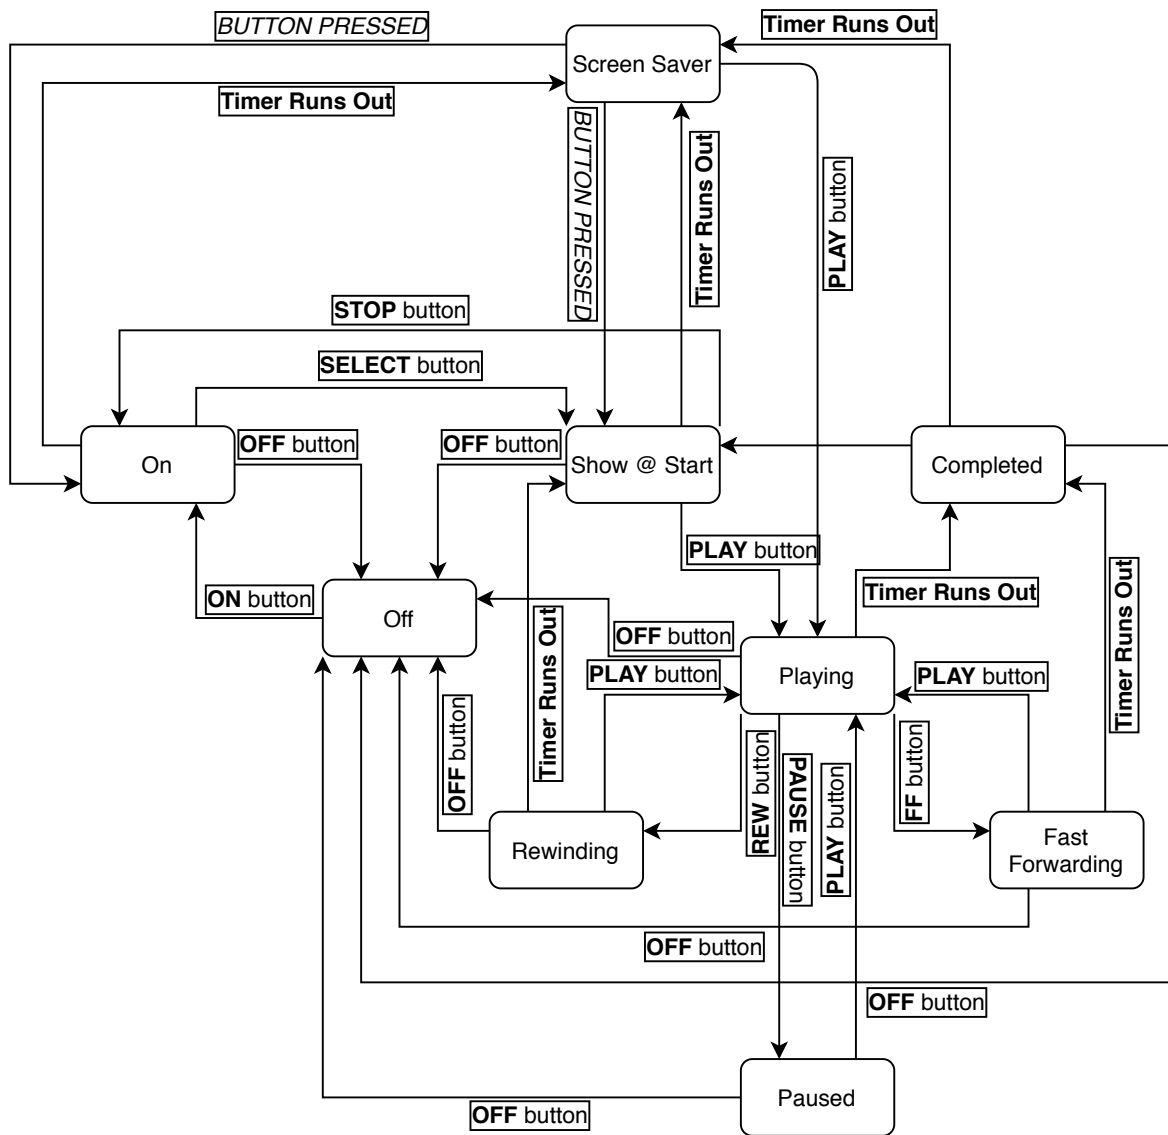 BUTTON PRESSED
Timer Runs Out
Screen Saver
Timer Runs Out
BUTTON PRESSED
Timer Runs Out
PLAY button
STOP button
SELECT button
OFF button
OFF button
On
Show @ Start
Completed
PLAY button
ON button
Off
Timer Runs Out
OFF button
Timer Runs Out
PLAY button
Playing
PLAY button
Timer Runs Out
OFF button
REW button
PAUSE button
PLAY button
FF button
Rewinding
Fast
Forwarding
OFF button
OFF button
Paused
OFF button